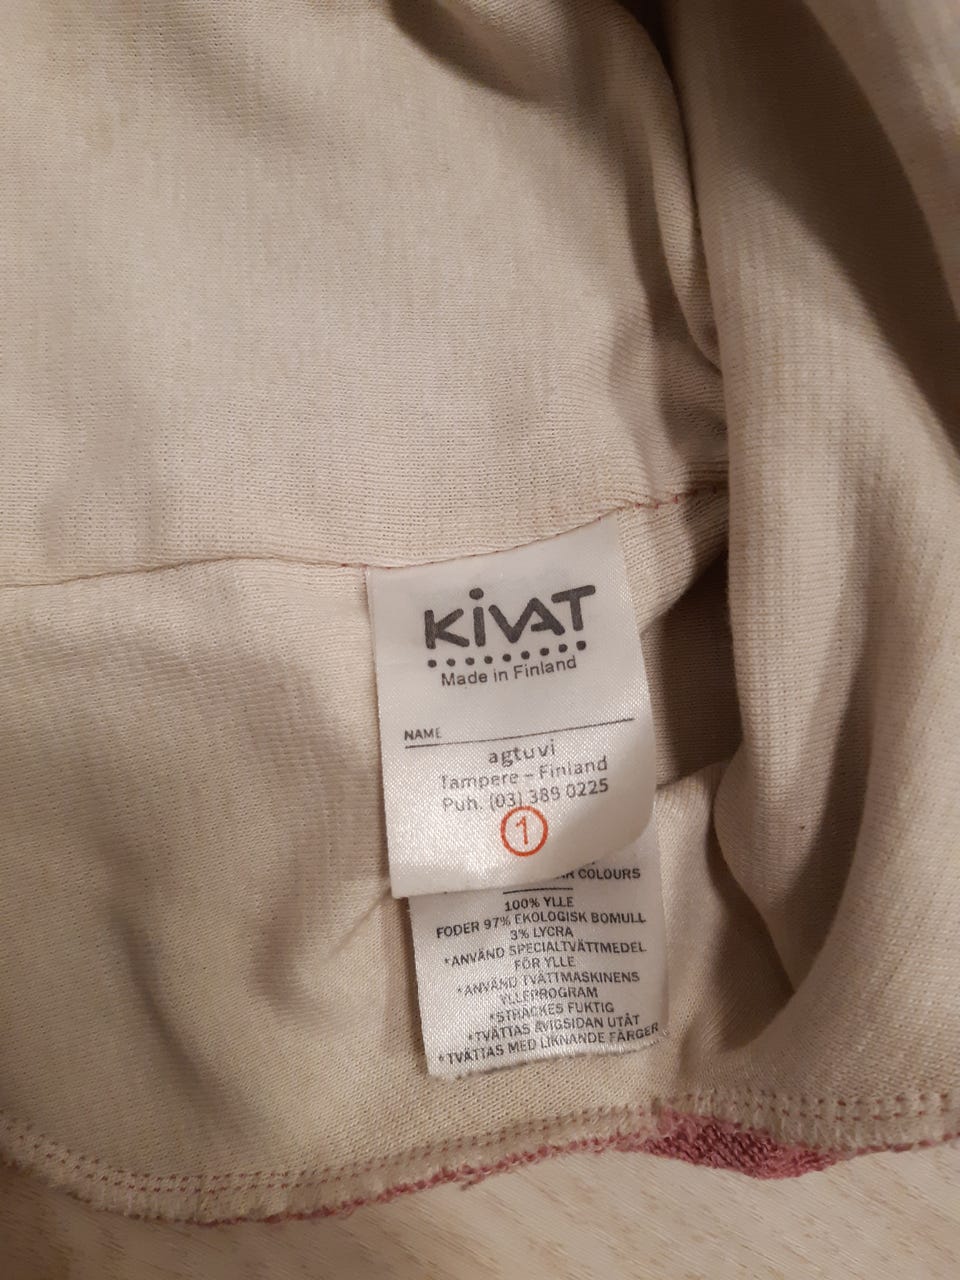 KiVAT
Made in Finland
NAME
agtuvi
Tampere – Finland
Puh. (03) 389 0225
1
COLOURS
100% YLLE
FODER 97% EKOLOGISK BOMULL
3% LYCRA
*ANVÄND SPECIALTVÄTTMEDEL
FÖR YLLE
*ANVÄND TVÄTTMASKINENS
YLLEPROGRAM
*STRÄCKES FUKTIG
*TVÄTTAS AVIGSIDAN UTÅT
*TVÄTTAS MED LIKNANDE FÄRGER